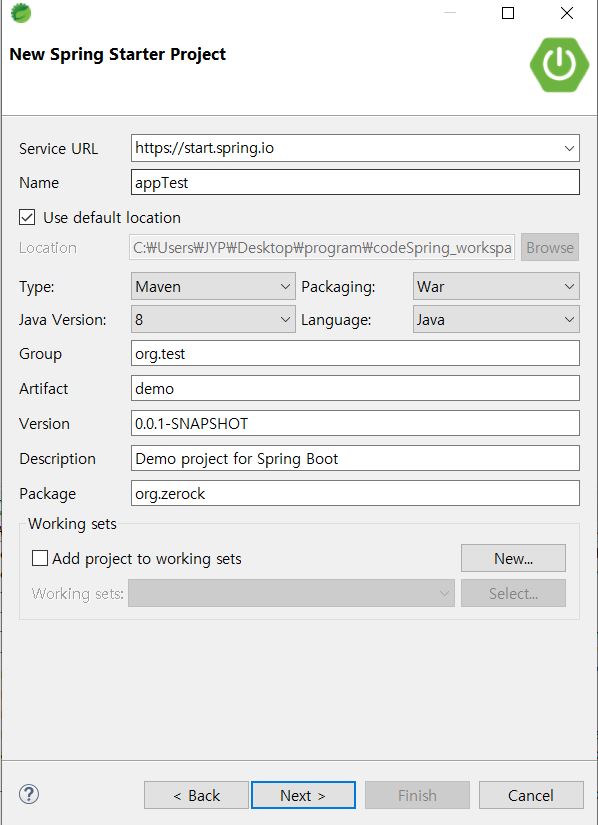 New Spring Starter Project
Service URL https://start.spring.io
Name appTest
Use default location
Location C:₩Users₩JYP₩Desktop₩program₩codeSpring_workspa Browse
Type: Maven Packaging: War
Java Version: 8 Language: Java
Group org.test
Artifact demo
Version 0.0.1-SNAPSHOT
Description Demo project for Spring Boot
Package org.zerock
Working sets
Add project to working sets New...
Working sets: Select...
? < Back Next > Finish Cancel